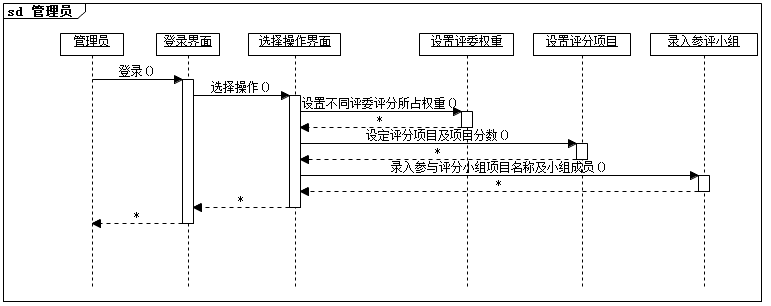 sd 管理员
管理员 登录界面 选择操作界面 设置评委权重 设置评分项目 录入参评小组
登录()
选择操作()
设置不同评委评分所占权重()
*
设定评分项目及项目分数()
*
录入参与评分小组项目名称及小组成员()
*
*
*